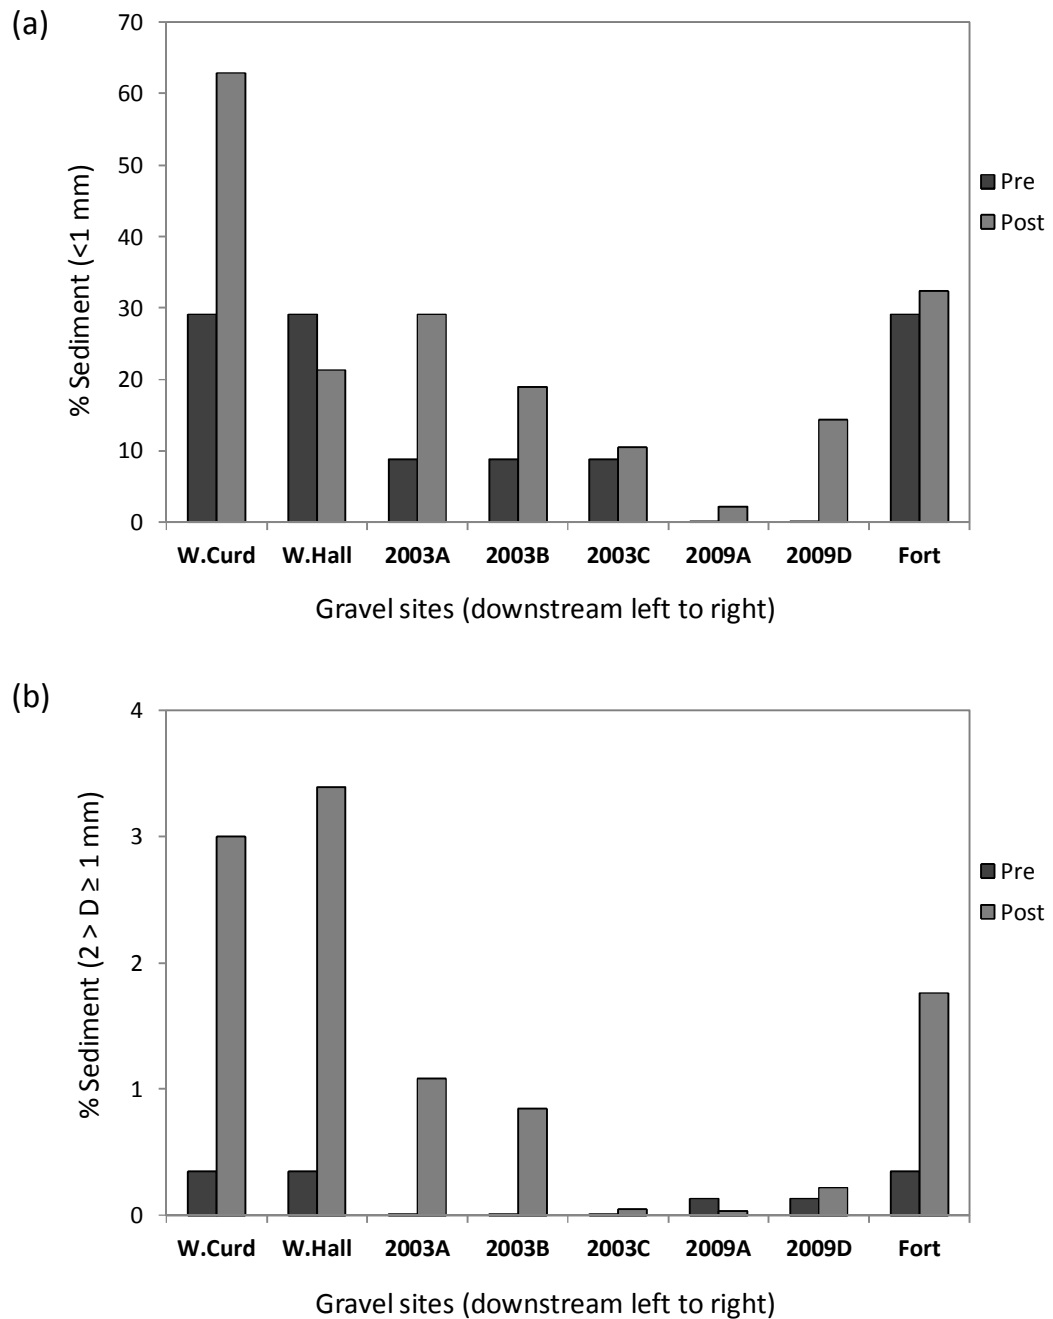 (a)
70
60
50
40
30
20
10
0
% Sediment (<1 mm)
Pre
Post
W.Curd W.Hall 2003A 2003B 2003C 2009A 2009D Fort
Gravel sites (downstream left to right)
(b)
4
3
2
1
0
% Sediment (2 > D ≥ 1 mm)
Pre
Post
W.Curd W.Hall 2003A 2003B 2003C 2009A 2009D Fort
Gravel sites (downstream left to right)